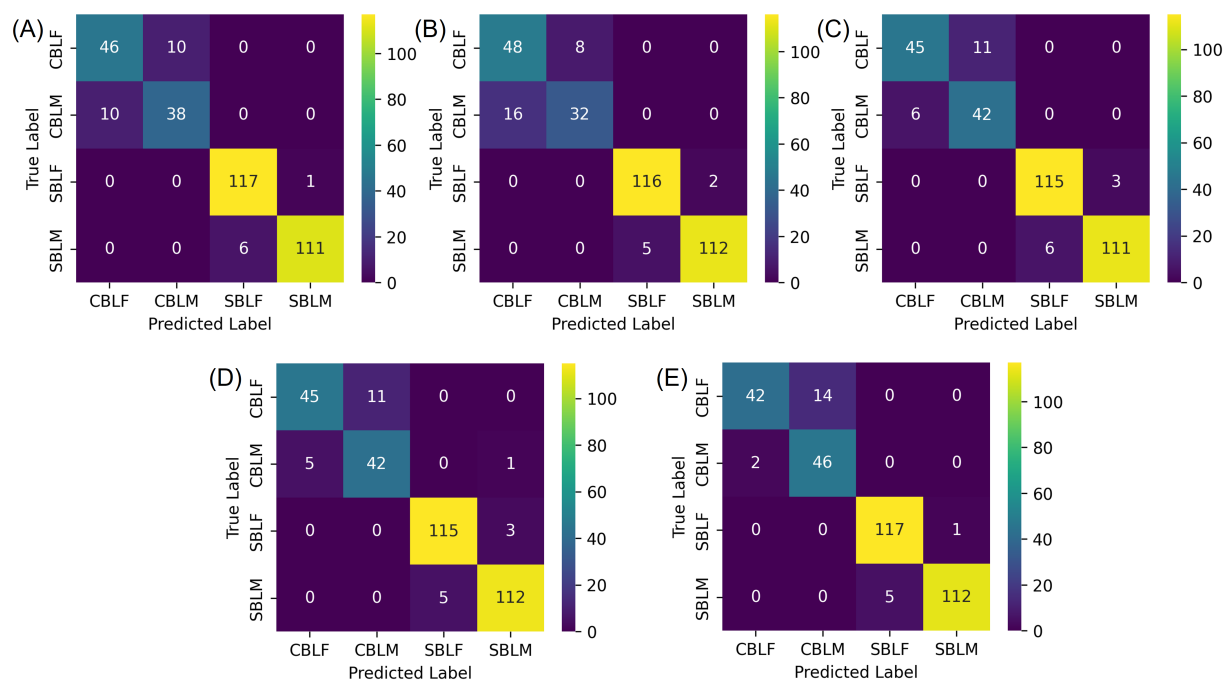 (A)
True Label
CBLF
CBLM
SBLF
SBLM
46 10 0 0
10 38 0 0
0 0 117 1
0 0 6 111
CBLF CBLM SBLF SBLM
Predicted Label
100
80
60
40
20
0
(B)
True Label
CBLF
CBLM
SBLF
SBLM
48 8 0 0
16 32 0 0
0 0 116 2
0 0 5 112
CBLF CBLM SBLF SBLM
Predicted Label
100
80
60
40
20
0
(C)
True Label
CBLF
CBLM
SBLF
SBLM
45 11 0 0
6 42 0 0
0 0 115 3
0 0 6 111
CBLF CBLM SBLF SBLM
Predicted Label
100
80
60
40
20
0
(D)
True Label
CBLF
CBLM
SBLF
SBLM
45 11 0 0
5 42 0 1
0 0 115 3
0 0 5 112
CBLF CBLM SBLF SBLM
Predicted Label
100
80
60
40
20
0
(E)
True Label
CBLF
CBLM
SBLF
SBLM
42 14 0 0
2 46 0 0
0 0 117 1
0 0 5 112
CBLF CBLM SBLF SBLM
Predicted Label
100
80
60
40
20
0